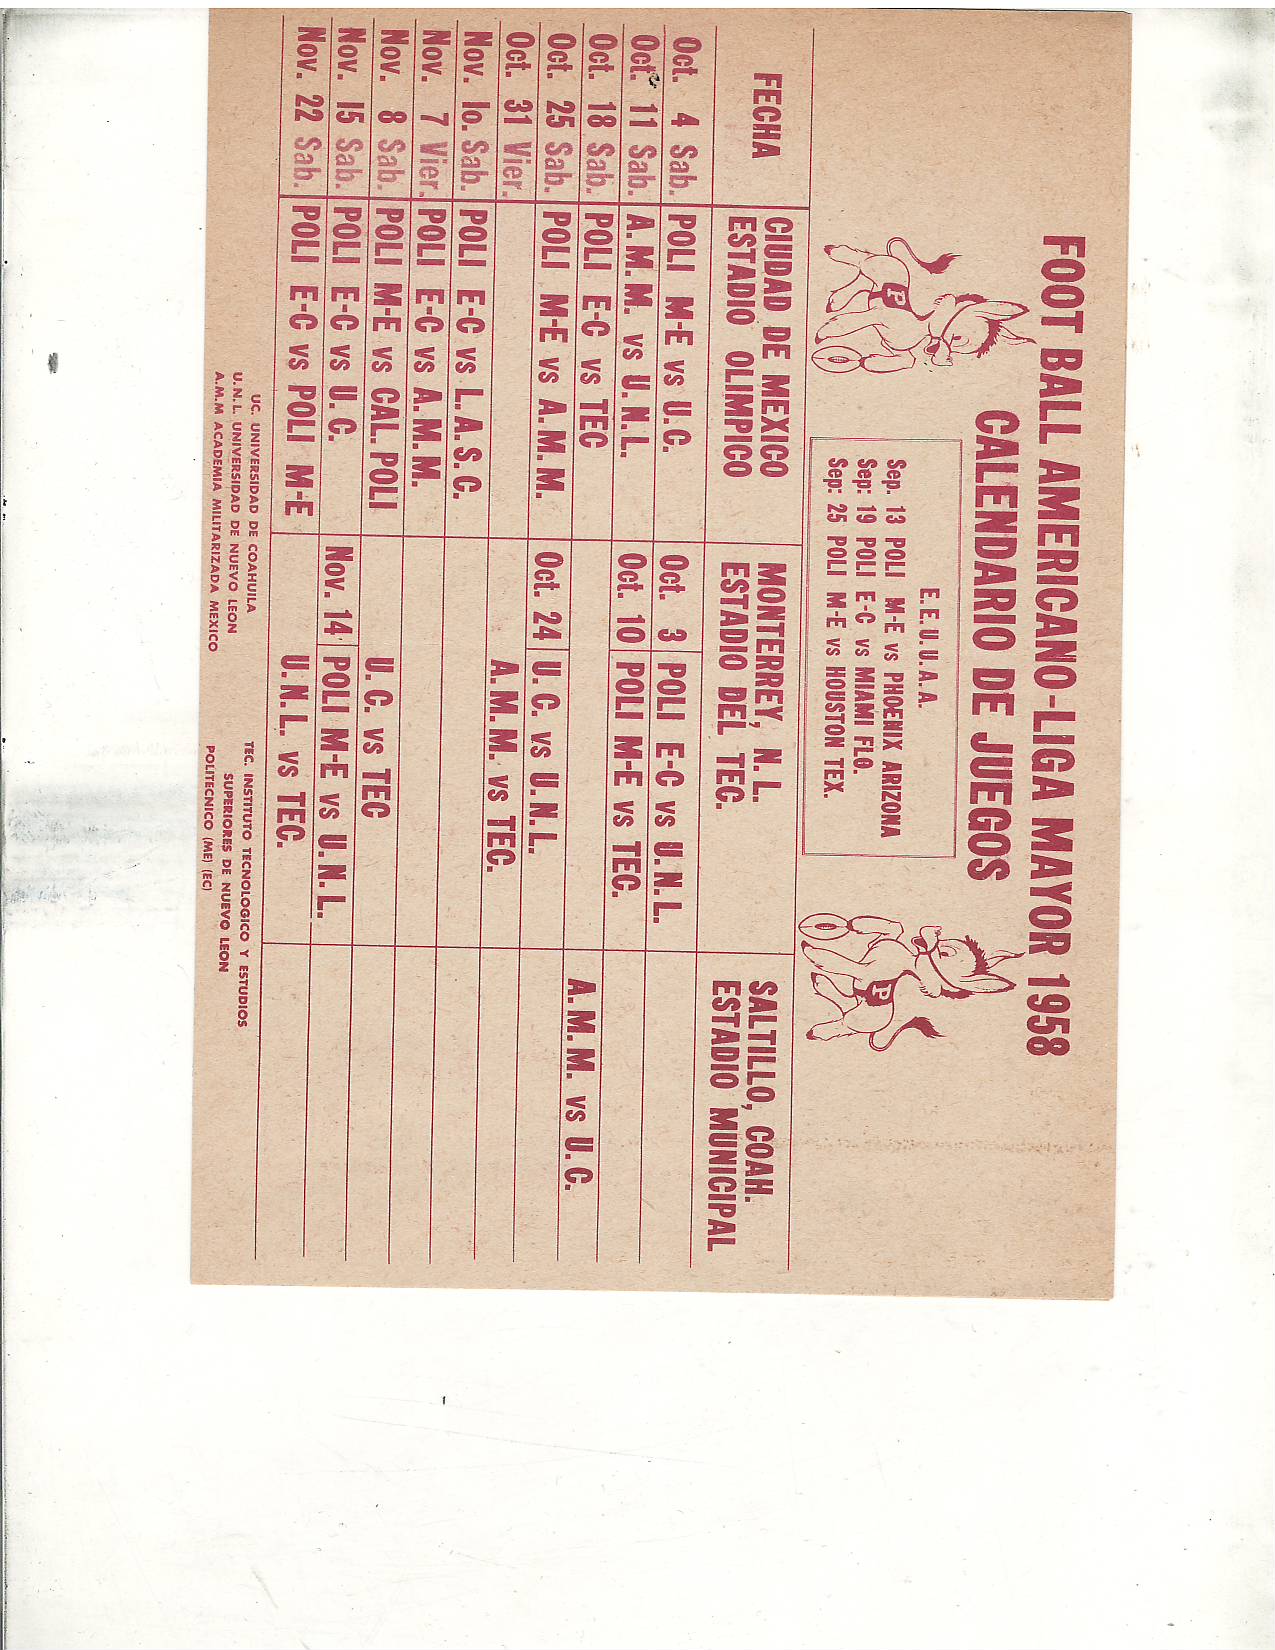 FOOT BALL AMERICANO-LIGA MAYOR 1958
CALENDARIO DE JUEGOS
E.E.U.U.A.A.
Sep. 13 POLI M-E vs PHOENIX ARIZONA
Sep: 19 POLI E-C vs MIAMI FLO.
Sep: 25 POLI M-E vs HOUSTON TEX.
P
P
FECHA
CIUDAD DE MEXICO
ESTADIO OLIMPICO
MONTERREY, N. L.
ESTADIO DEL TEC.
SALTILLO, COAH.
ESTADIO MUNICIPAL
Oct. 4 Sab. POLI M-E vs U. C. Oct. 3 POLI E-C vs U. N. L.
Oct. 11 Sab. A. M. M. vs U. N. L. Oct. 10 POLI M-E vs TEC.
Oct. 18 Sab. POLI E-C vs TEC A. M. M. vs U. C.
Oct. 25 Sab. POLI M-E vs A. M. M. Oct. 24 U. C. vs U. N. L.
Oct. 31 Vier. A. M. M. vs TEC.
Nov. 1o. Sab. POLI E-C vs L. A. S. C.
Nov. 7 Vier. POLI E-C vs A. M. M.
Nov. 8 Sab. POLI M-E vs CAL. POLI U. C. vs TEC
Nov. 15 Sab. POLI E-C vs U. C. Nov. 14 POLI M-E vs U. N. L.
Nov. 22 Sab. POLI E-C vs POLI M-E U. N. L. vs TEC.
UC. UNIVERSIDAD DE COAHUILA
U. N. L. UNIVERSIDAD DE NUEVO LEON
A.M.M ACADEMIA MILITARIZADA MEXICO
TEC. INSTITUTO TECNOLOGICO Y ESTUDIOS
SUPERIORES DE NUEVO LEON
POLITECNICO (ME) (EC)